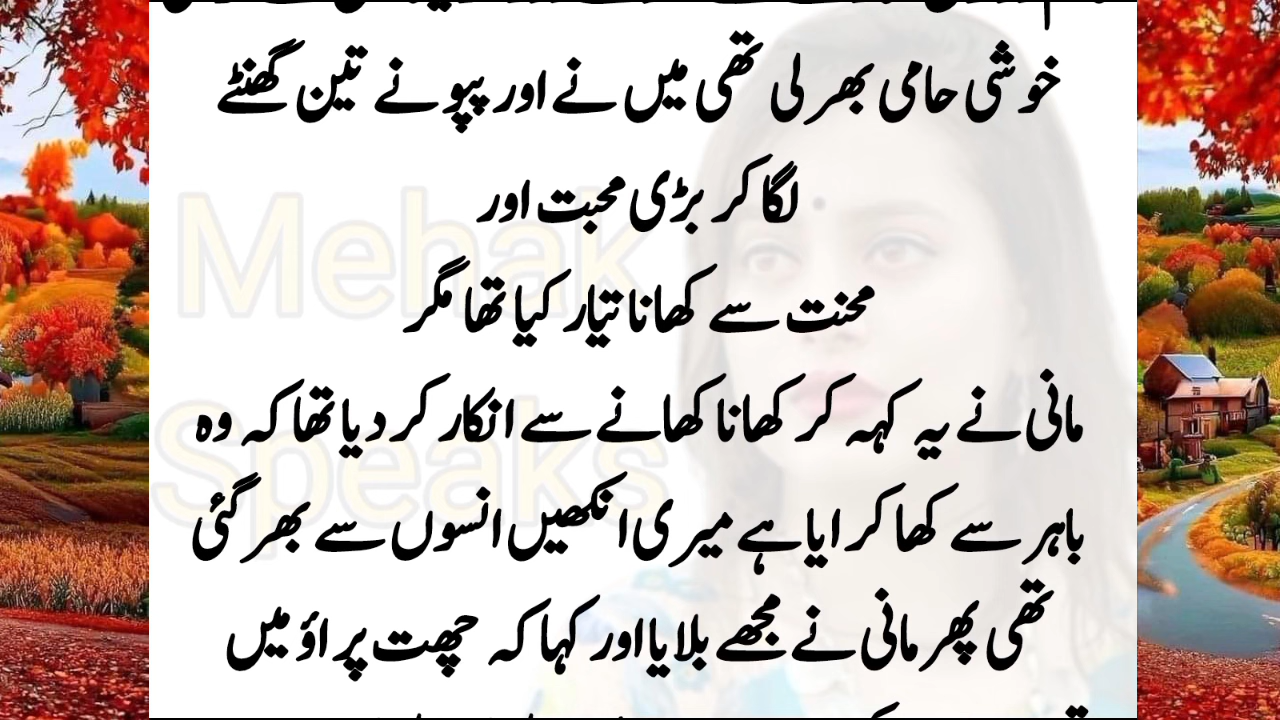 خوشی حامی بھر لی تھی میں نے اور پپو نے تین گھنٹے
لگا کر بڑی محبت اور
محنت سے کھانا تیار کیا تھا مگر
مانی نے یہ کہہ کر کھانا کھانے سے انکار کر دیا تھا کہ وہ
باہر سے کھا کر ایا ہے میری انکھیں انسوں سے بھر گئی
تھی پھر مانی نے مجھے بلایا اور کہا کہ چھت پر اؤ میں
Mehak
Speaks